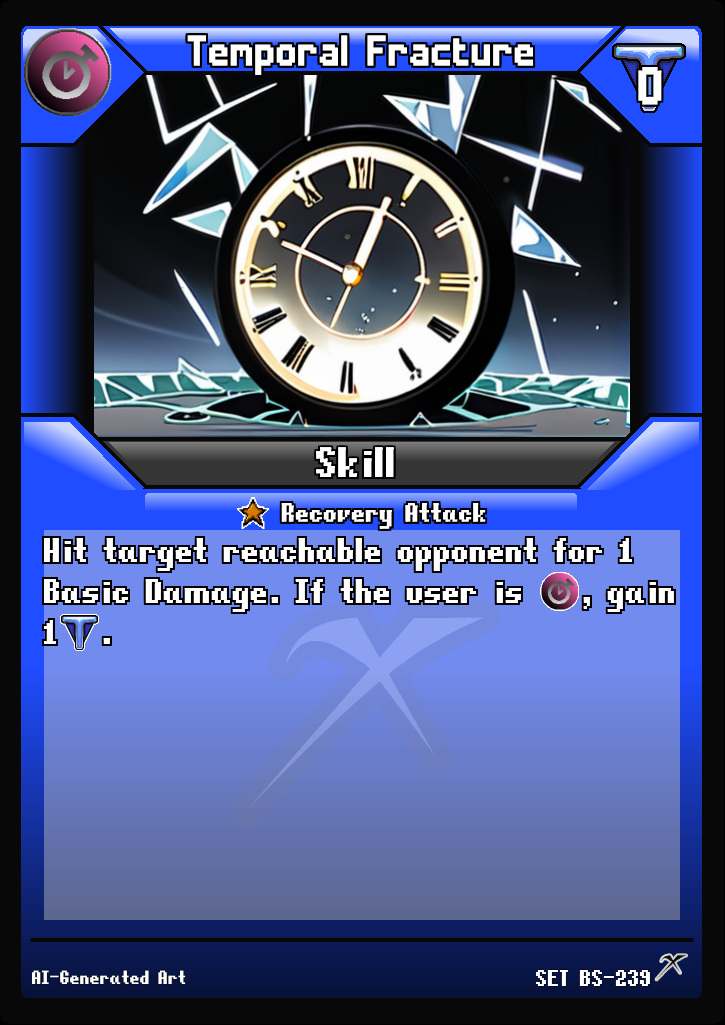 Temporal Fracture
0
Skill
Recovery Attack
Hit target reachable opponent for 1
Basic Damage. If the user is , gain
1T.
AI-Generated Art
SET BS-239